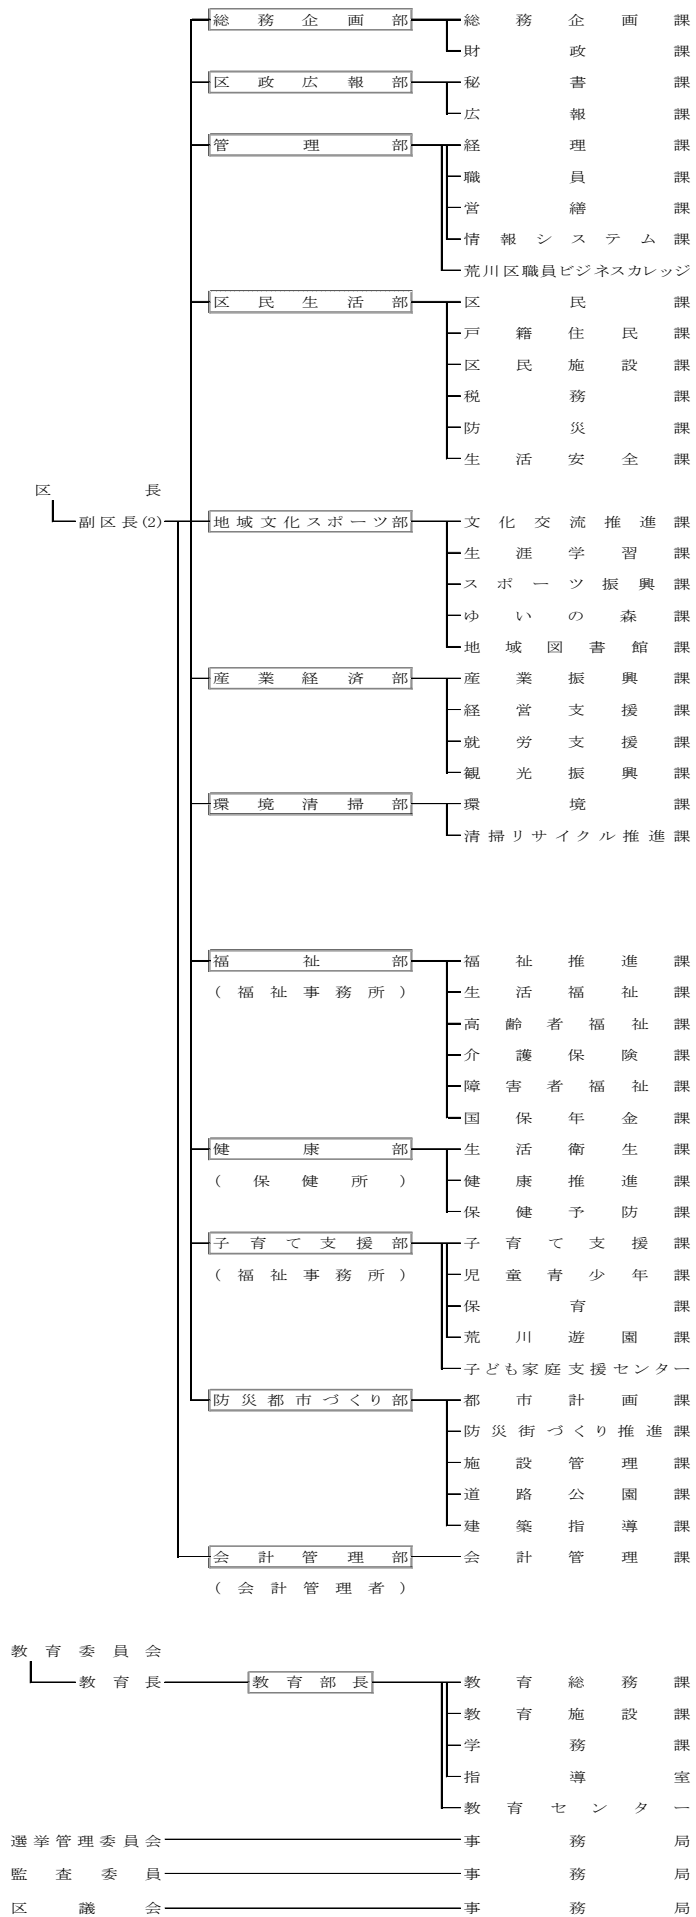 総務企画部 総務企画課
財政課
区政広報部 秘書課
広報課
管理部 経理課
職員課
営繕課
情報システム課
荒川区職員ビジネスカレッジ
区民生活部 区民課
戸籍住民課
区民施設課
税務課
防災課
生活安全課
区長
副区長(2) 地域文化スポーツ部 文化交流推進課
生涯学習課
スポーツ振興課
ゆいの森課
地域図書館課
産業経済部 産業振興課
経営支援課
就労支援課
観光振興課
環境清掃部 環境課
清掃リサイクル推進課
福祉部 福祉推進課
(福祉事務所) 生活福祉課
高齢者福祉課
介護保険課
障害者福祉課
国保年金課
健康部 生活衛生課
(保健所) 健康推進課
保健予防課
子育て支援部 子育て支援課
(福祉事務所) 児童青少年課
保育課
荒川遊園課
子ども家庭支援センター
防災都市づくり部 都市計画課
防災街づくり推進課
施設管理課
道路公園課
建築指導課
会計管理部 会計管理課
(会計管理者)
教育委員会
教育長 教育部長 教育総務課
教育施設課
学務課
指導室
教育センター
選挙管理委員会 事務局
監査委員 事務局
区議会 事務局